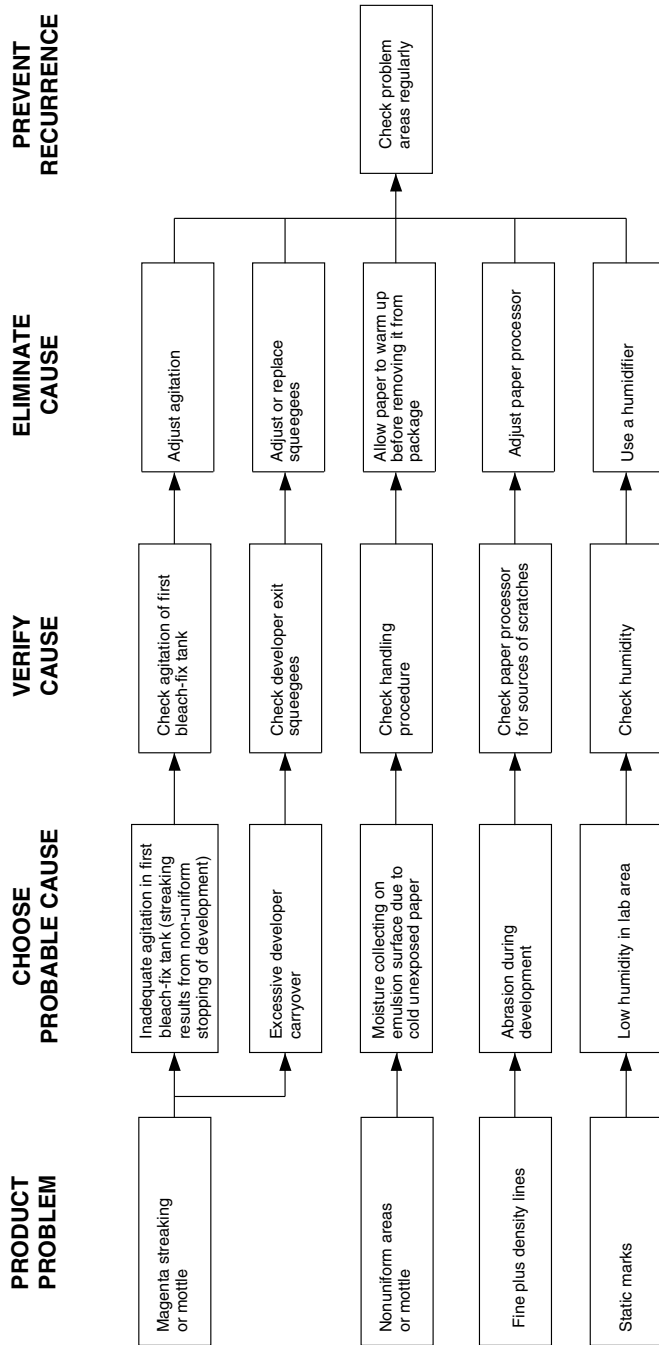 PRODUCT
PROBLEM
CHOOSE
PROBABLE CAUSE
VERIFY
CAUSE
ELIMINATE
CAUSE
PREVENT
RECURRENCE
Magenta streaking
or mottle
Inadequate agitation in first
bleach-fix tank (streaking
results from non-uniform
stopping of development)
Check agitation of first
bleach-fix tank
Adjust agitation
Excessive developer
carryover
Check developer exit
squeegees
Adjust or replace
squeegees
Nonuniform areas
or mottle
Moisture collecting on
emulsion surface due to
cold unexposed paper
Check handling
procedure
Allow paper to warm up
before removing it from
package
Check problem
areas regularly
Fine plus density lines
Abrasion during
development
Check paper processor
for sources of scratches
Adjust paper processor
Static marks
Low humidity in lab area
Check humidity
Use a humidifier